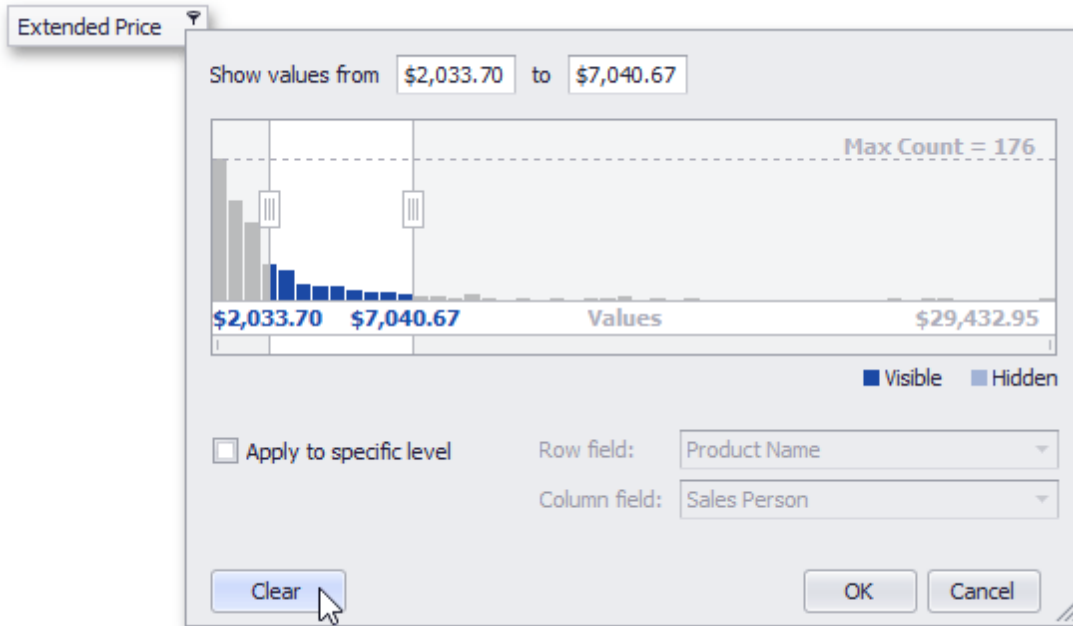 Extended Price
Show values from $2,033.70 to $7,040.67
Max Count = 176
$2,033.70 $7,040.67 Values $29,432.95
Visible Hidden
Apply to specific level Row field: Product Name
Column field: Sales Person
Clear OK Cancel